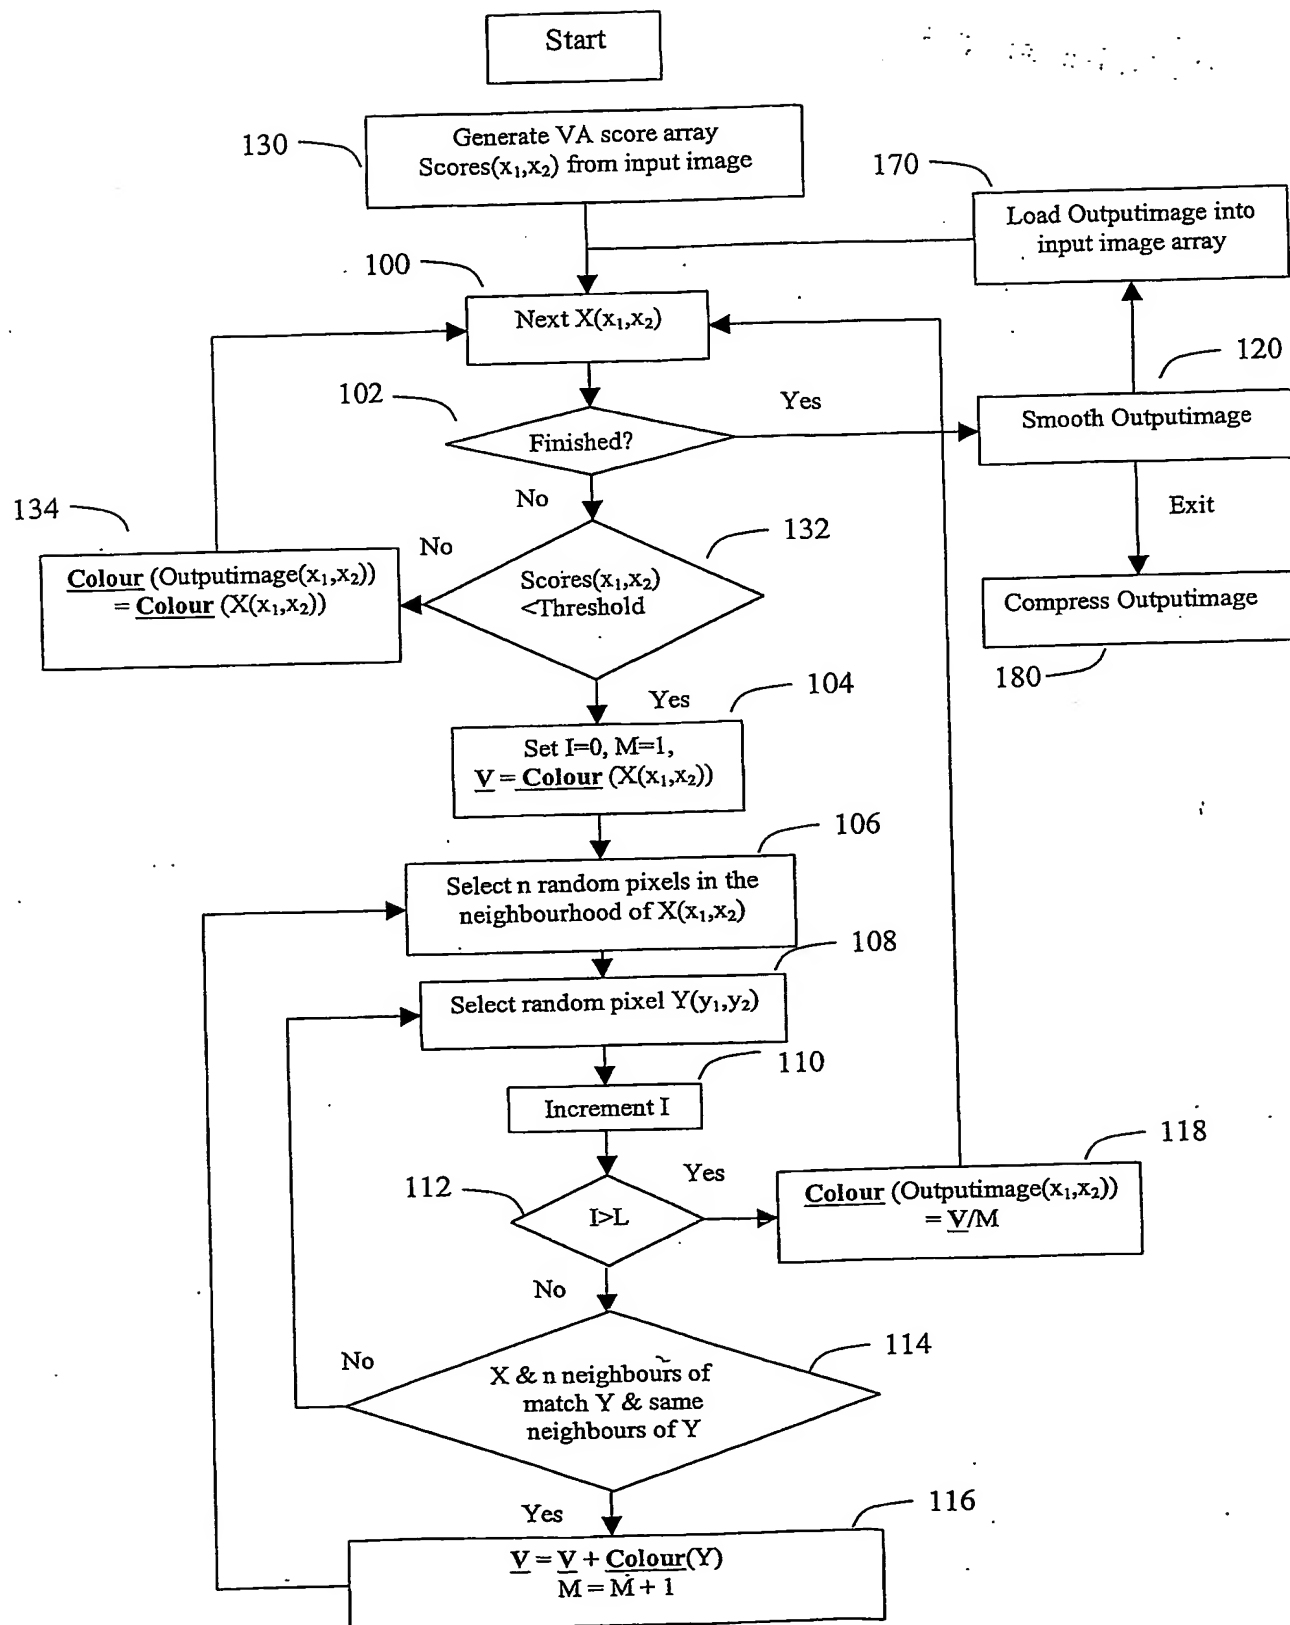 Start
130
Generate VA score array
Scores(x₁,x₂) from input image
170
Load Outputimage into
input image array
100
Next X(x₁,x₂)
120
102
Finished?
Yes
Smooth Outputimage
No
Exit
134
132
No
Colour (Outputimage(x₁,x₂))
= Colour (X(x₁,x₂))
Scores(x₁,x₂)
<Threshold
Compress Outputimage
180
Yes
104
Set I=0, M=1,
V = Colour (X(x₁,x₂))
106
Select n random pixels in the
neighbourhood of X(x₁,x₂)
108
Select random pixel Y(y₁,y₂)
110
Increment I
112
I>L
Yes
118
Colour (Outputimage(x₁,x₂))
= V/M
No
114
No
X & n neighbours of
match Y & same
neighbours of Y
Yes
116
V = V + Colour(Y)
M = M + 1